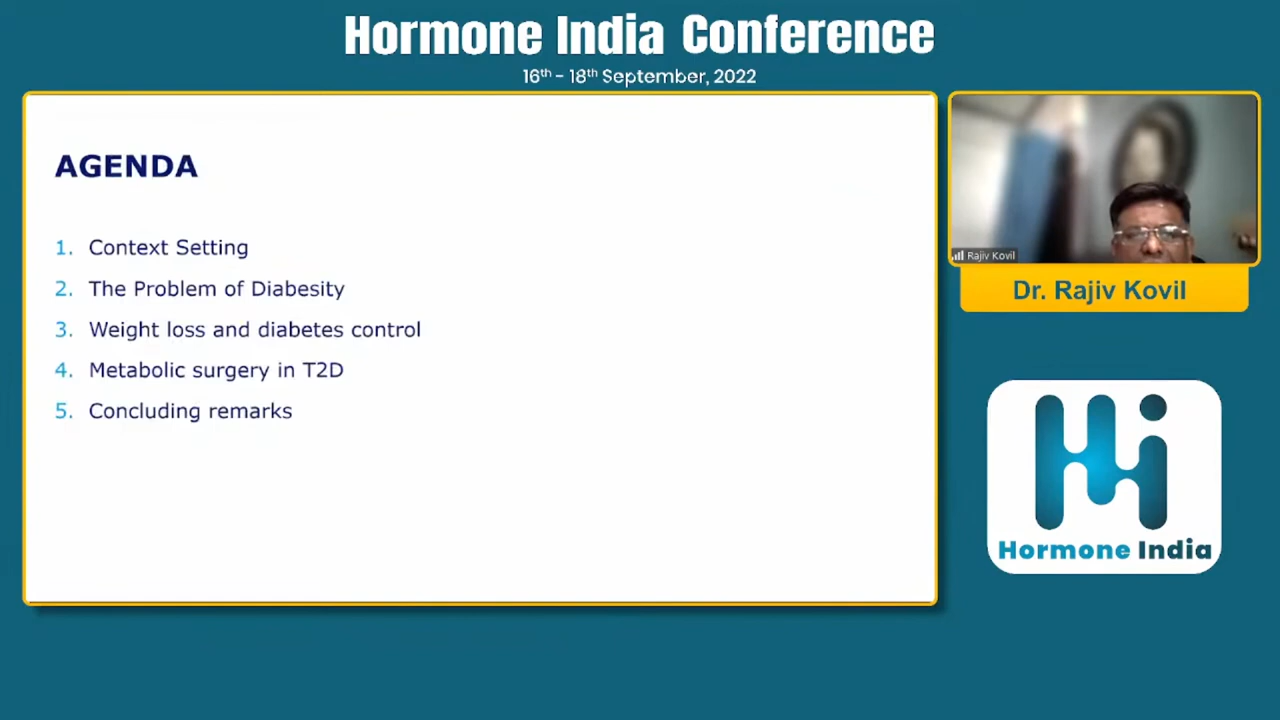 Hormone India Conference
16th - 18th September, 2022
AGENDA
1. Context Setting
2. The Problem of Diabesity
3. Weight loss and diabetes control
4. Metabolic surgery in T2D
5. Concluding remarks
Rajiv Kovil
Dr. Rajiv Kovil
Hi
Hormone India